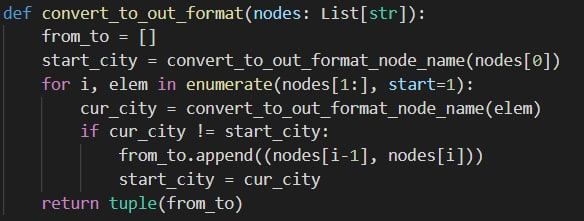 def convert_to_out_format(nodes: List[str]):
    from_to = []
    start_city = convert_to_out_format_node_name(nodes[0])
    for i, elem in enumerate(nodes[1:], start=1):
        cur_city = convert_to_out_format_node_name(elem)
        if cur_city != start_city:
            from_to.append((nodes[i-1], nodes[i]))
            start_city = cur_city
    return tuple(from_to)